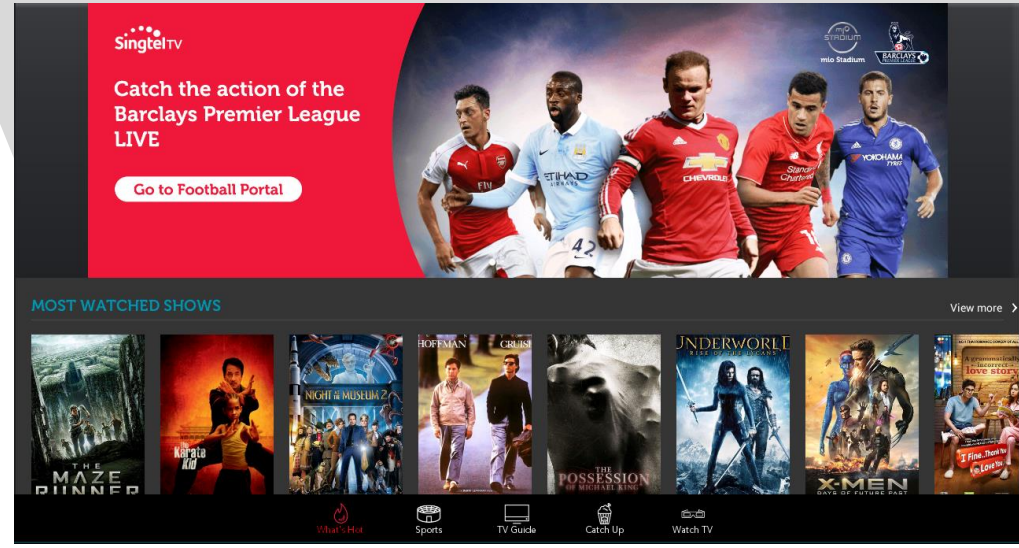 SingtelTV
Catch the action of the
Barclays Premier League
LIVE
Go to Football Portal
mio
STADIUM
mio Stadium
BARCLAYS
PREMIER LEAGUE
ETIHAD
AIRWAYS
42
CHEVROLET
Standard
Chartered
YOKOHAMA
TYRES
MOST WATCHED SHOWS
View more
THE
MAZE
RUNNER
The
Karate
Kid
NIGHT AT THE MUSEUM 2
HOFFMAN CRUISE
THE
POSSESSION
OF MICHAEL KING
UNDERWORLD
RISE OF THE LYCANS
X-MEN
DAYS OF FUTURE PAST
A grammatically
incorrect
love story
I Fine..Thank You
Love You
What's Hot
Sports
TV Guide
Catch Up
Watch TV